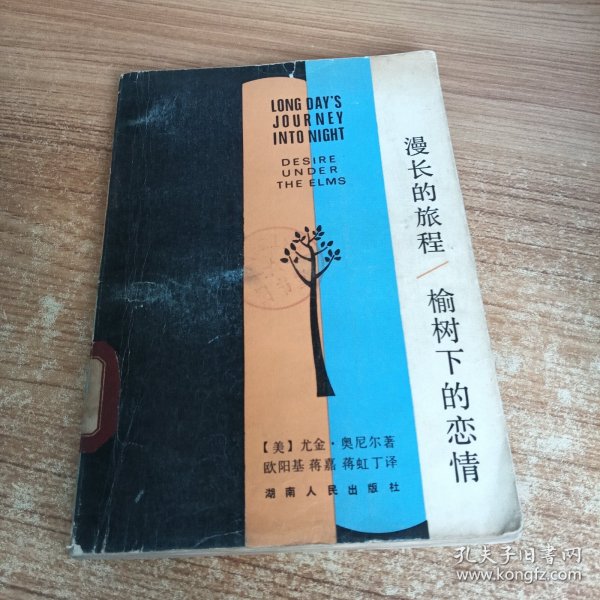 LONG DAY'S
JOURNEY
INTO NIGHT
DESIRE
UNDER
THE ELMS
漫长的旅程
榆树下的恋情
【美】尤金·奥尼尔著
欧阳基 蒋嘉 蒋虹丁译
湖南人民出版社
孔夫子旧书网
www.kongfz.com